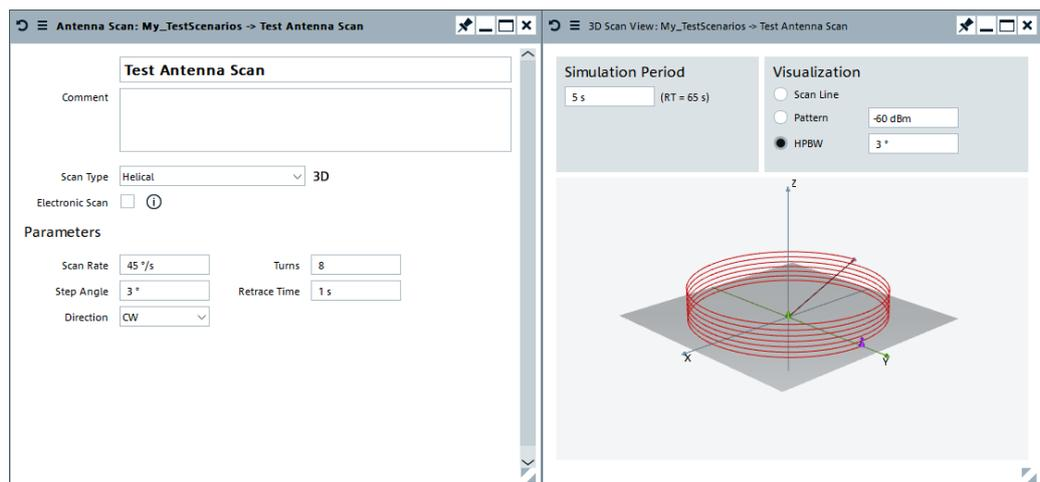 Antenna Scan: My_TestScenarios -> Test Antenna Scan
Test Antenna Scan
Comment
Scan Type Helical 3D
Electronic Scan
Parameters
Scan Rate 45 °/s Turns 8
Step Angle 3 ° Retrace Time 1 s
Direction CW
3D Scan View: My_TestScenarios -> Test Antenna Scan
Simulation Period
5 s (RT = 65 s)
Visualization
Scan Line
Pattern -60 dBm
HPBW 3 °
Z
X
Y